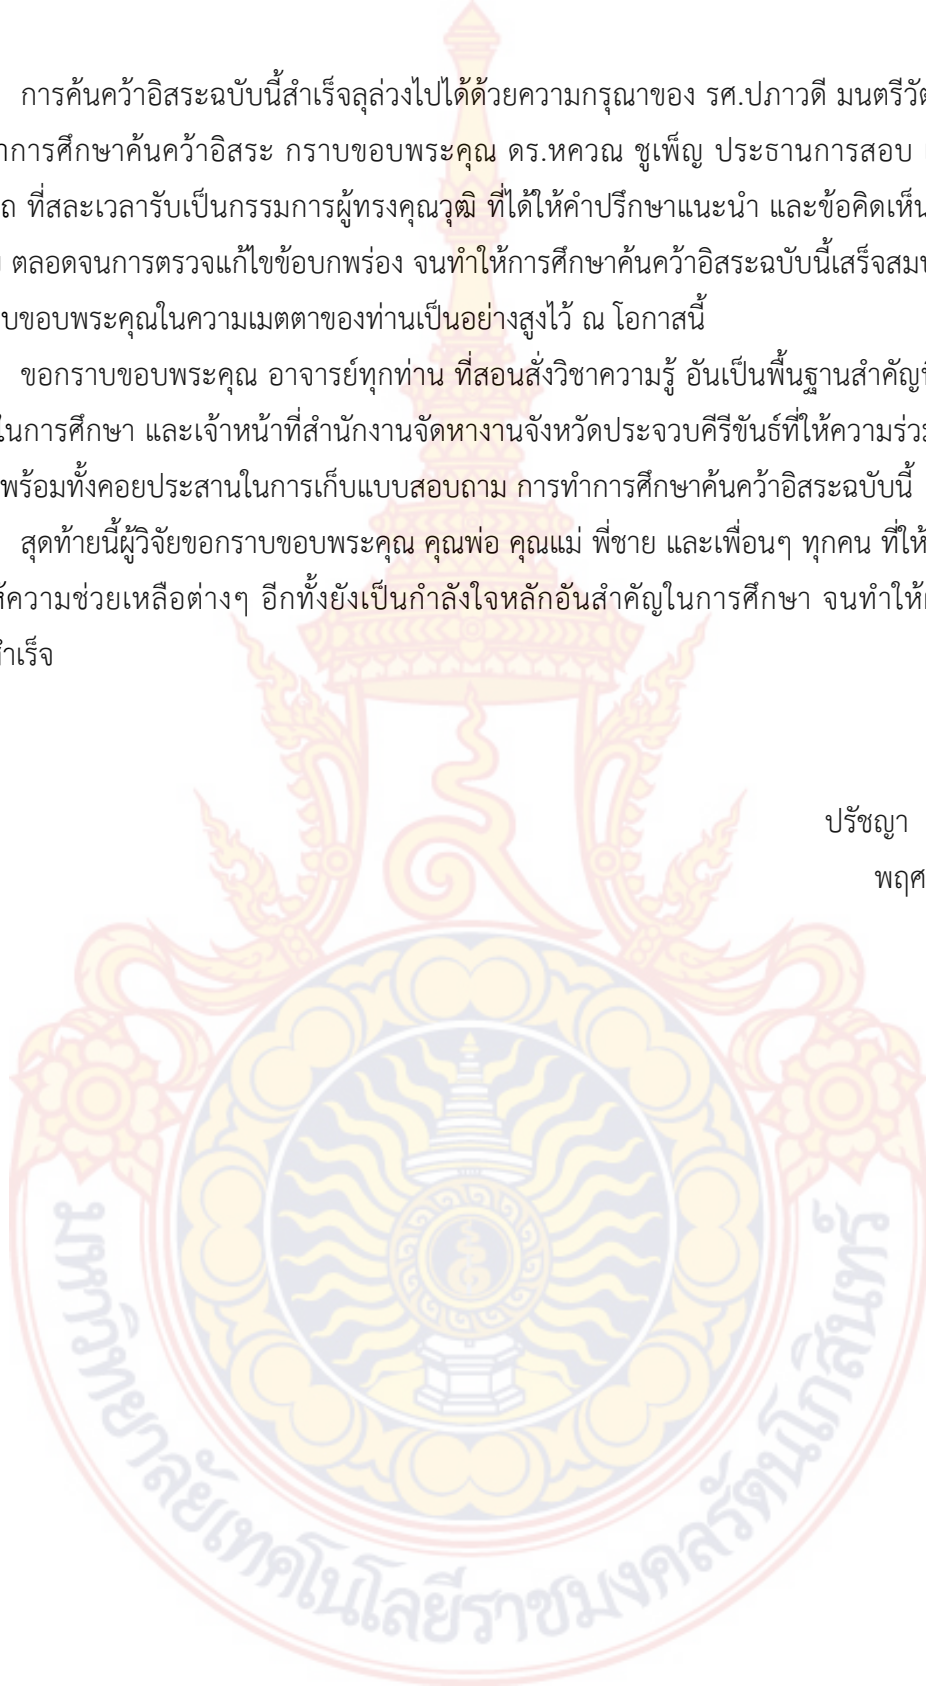 การค้นคว้าอิสระฉบับนี้สำเร็จลุล่วงไปได้ด้วยความกรุณาของ รศ.ปภาวดี มนตรีวัต
าการศึกษาค้นคว้าอิสระ กราบขอบพระคุณ ดร.หควณ ชูเพ็ญ ประธานการสอบ
ถ ที่สละเวลารับเป็นกรรมการผู้ทรงคุณวุฒิ ที่ได้ให้คำปรึกษาแนะนำ และข้อคิดเห็น
ตลอดจนการตรวจแก้ไขข้อบกพร่อง จนทำให้การศึกษาค้นคว้าอิสระฉบับนี้เสร็จสมบ
บขอบพระคุณในความเมตตาของท่านเป็นอย่างสูงไว้ ณ โอกาสนี้
ขอกราบขอบพระคุณ อาจารย์ทุกท่าน ที่สอนสั่งวิชาความรู้ อันเป็นพื้นฐานสำคัญ
ในการศึกษา และเจ้าหน้าที่สำนักงานจัดหางานจังหวัดประจวบคีรีขันธ์ที่ให้ความร่วม
พร้อมทั้งคอยประสานในการเก็บแบบสอบถาม การทำการศึกษาค้นคว้าอิสระฉบับนี้
สุดท้ายนี้ผู้วิจัยขอกราบขอบพระคุณ คุณพ่อ คุณแม่ พี่ชาย และเพื่อนๆ ทุกคน ที่ให้
ห้ความช่วยเหลือต่างๆ อีกทั้งยังเป็นกำลังใจหลักอันสำคัญในการศึกษา จนทำให้
สำเร็จ
ปรัชญา
พฤศ
มหาวิทยาลัยเทคโนโลยีราชมงคลรัตนโกสินทร์